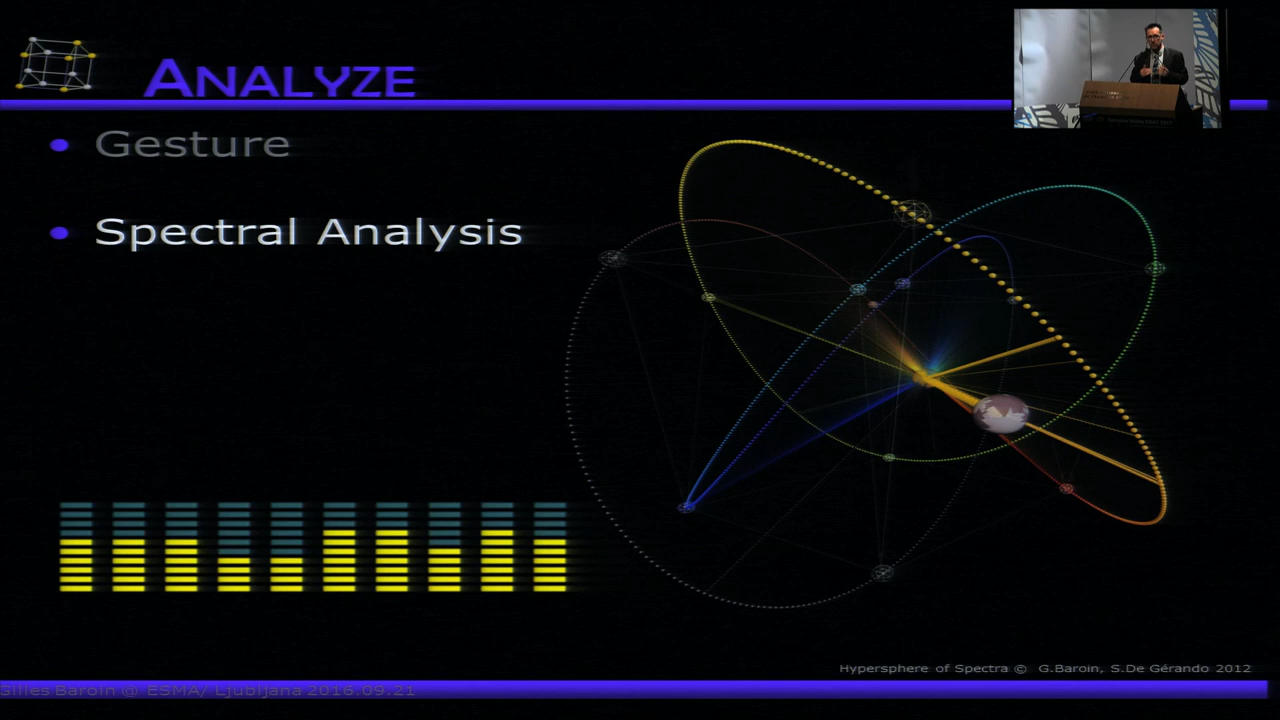 ANALYZE
Gesture
Spectral Analysis
Hypersphere of Spectra © G.Baroin, S.De Gérando 2012
Gilles Baroin @ ESMA/ Ljubljana 2016.09.21